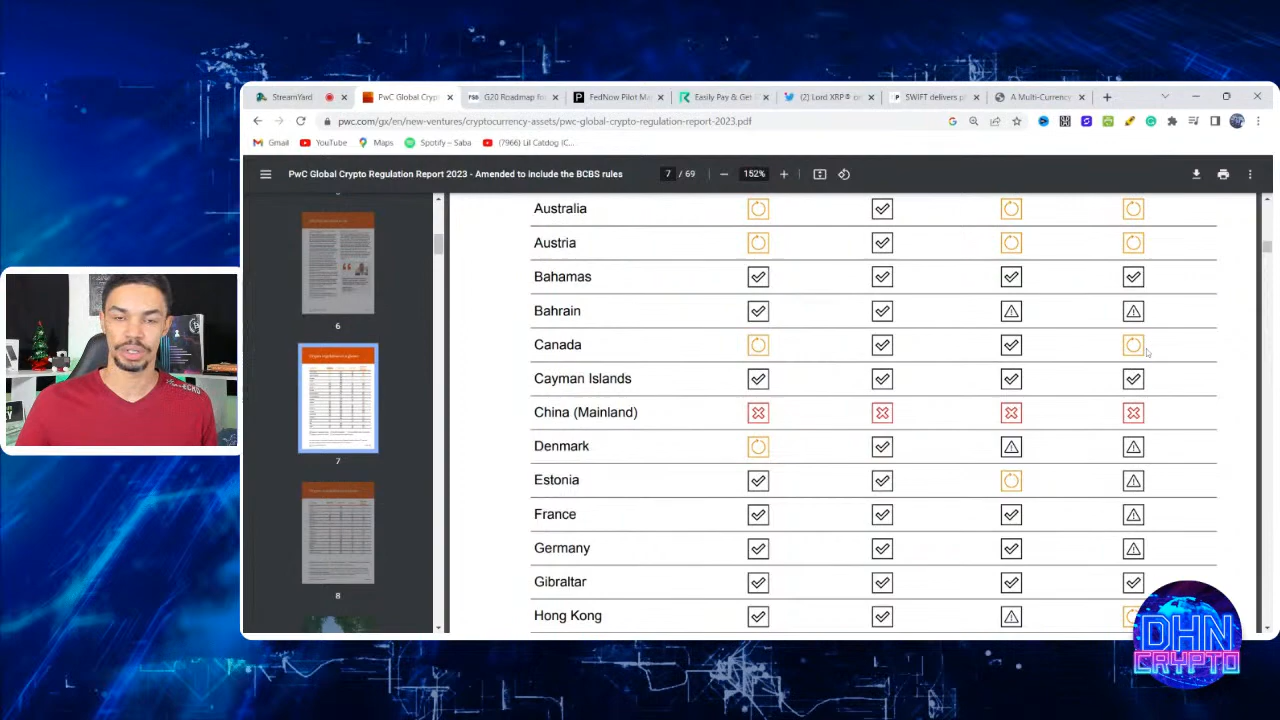 StreamYard
PwC Global Cryp
G20 Roadmap fo
FedNow Pilot Ma
Easily Pay & Get
(2) Lord XRP® o
SWIFT delivers p
A Multi-Currency
pwc.com/gx/en/new-ventures/cryptocurrency-assets/pwc-global-crypto-regulation-report-2023.pdf
Gmail
YouTube
Maps
Spotify – Saba
(7966) Lil Catdog (C...
PwC Global Crypto Regulation Report 2023 - Amended to include the BCBS rules
7 / 69
152%
6
7
8
Australia
Austria
Bahamas
Bahrain
Canada
Cayman Islands
China (Mainland)
Denmark
Estonia
France
Germany
Gibraltar
Hong Kong
DHN
CRYPTO